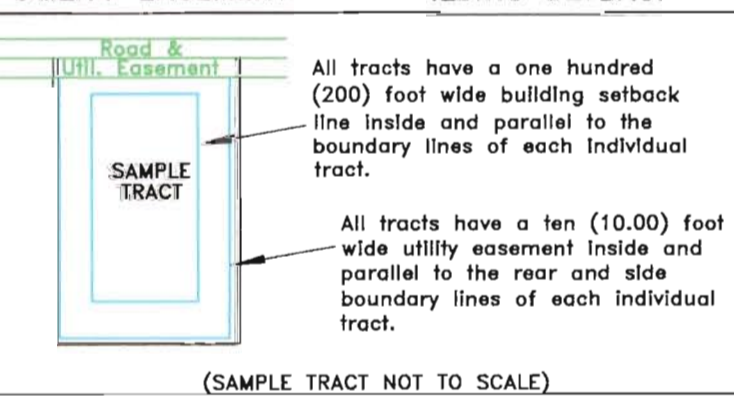 Road &
Util. Easement
All tracts have a one hundred
(200) foot wide building setback
line inside and parallel to the
boundary lines of each individual
tract.
SAMPLE
TRACT
All tracts have a ten (10.00) foot
wide utility easement inside and
parallel to the rear and side
boundary lines of each individual
tract.
(SAMPLE TRACT NOT TO SCALE)